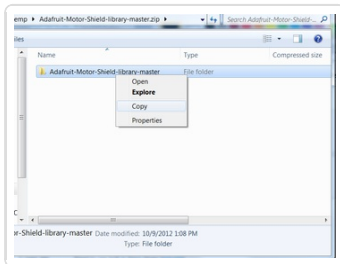 emp ▸ Adafruit-Motor-Shield-library-master.zip ▸
Search Adafruit-Motor-Shield-...
iles
Name Type Compressed size
Adafruit-Motor-Shield-library-master File folder
Open
Explore
Copy
Properties
or-Shield-library-master Date modified: 10/9/2012 1:08 PM
Type: File folder